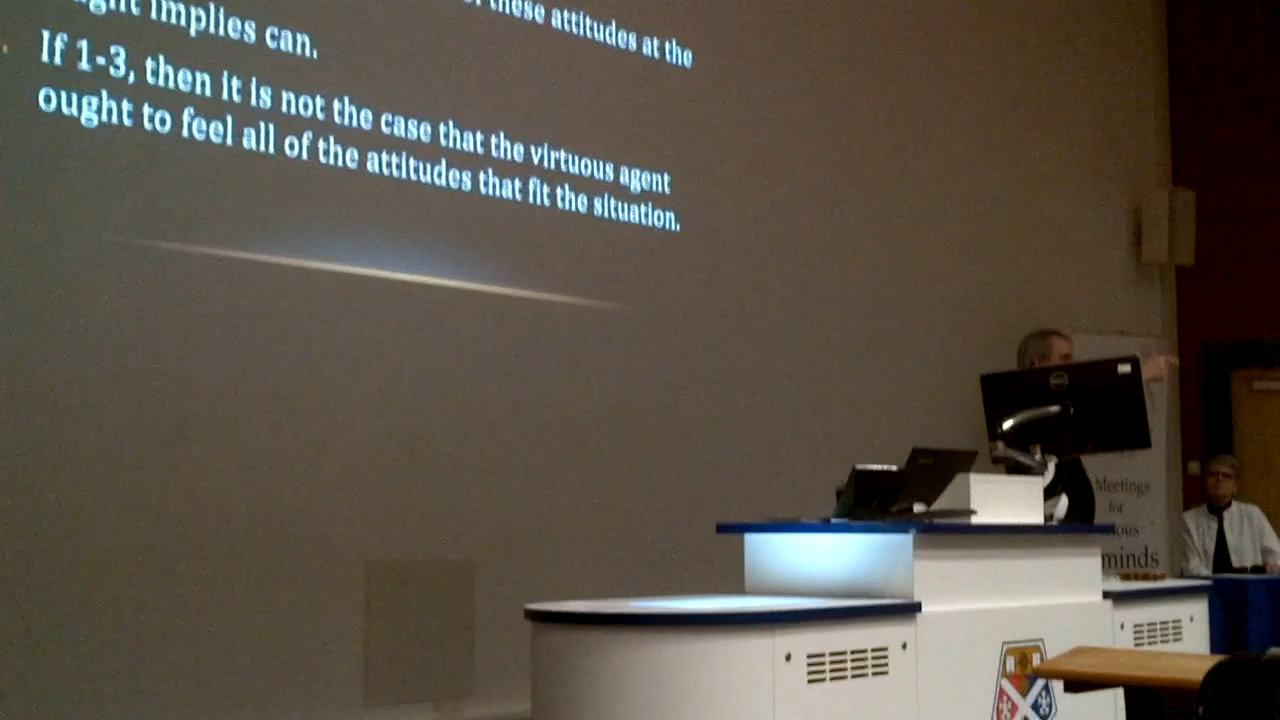 these attitudes at the
implies can.
If 1-3, then it is not the case that the virtuous agent
ought to feel all of the attitudes that fit the situation.
Meetings
for
minds